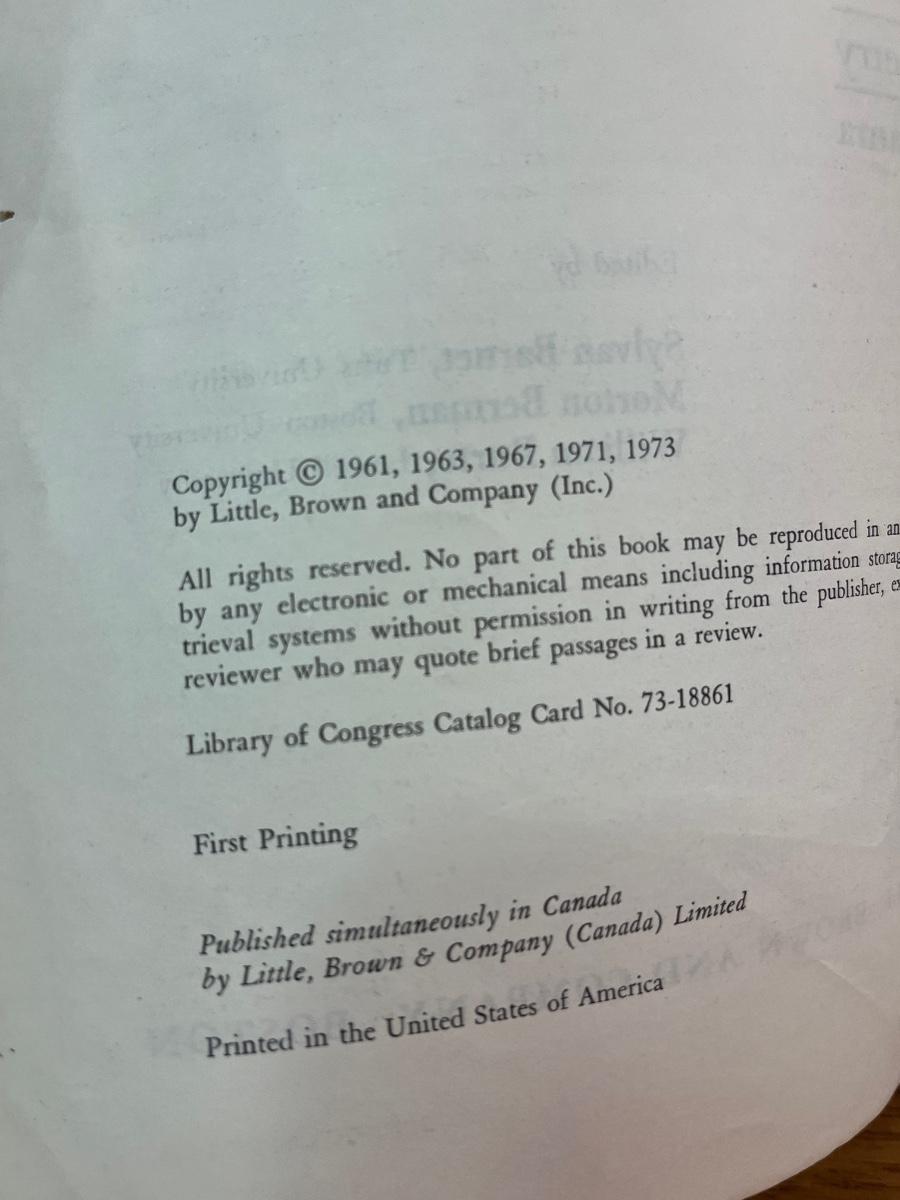 Copyright © 1961, 1963, 1967, 1971, 1973
by Little, Brown and Company (Inc.)
All rights reserved. No part of this book may be reproduced in an
by any electronic or mechanical means including information storag
trieval systems without permission in writing from the publisher, ex
reviewer who may quote brief passages in a review.
Library of Congress Catalog Card No. 73-18861
First Printing
Published simultaneously in Canada
by Little, Brown & Company (Canada) Limited
Printed in the United States of America